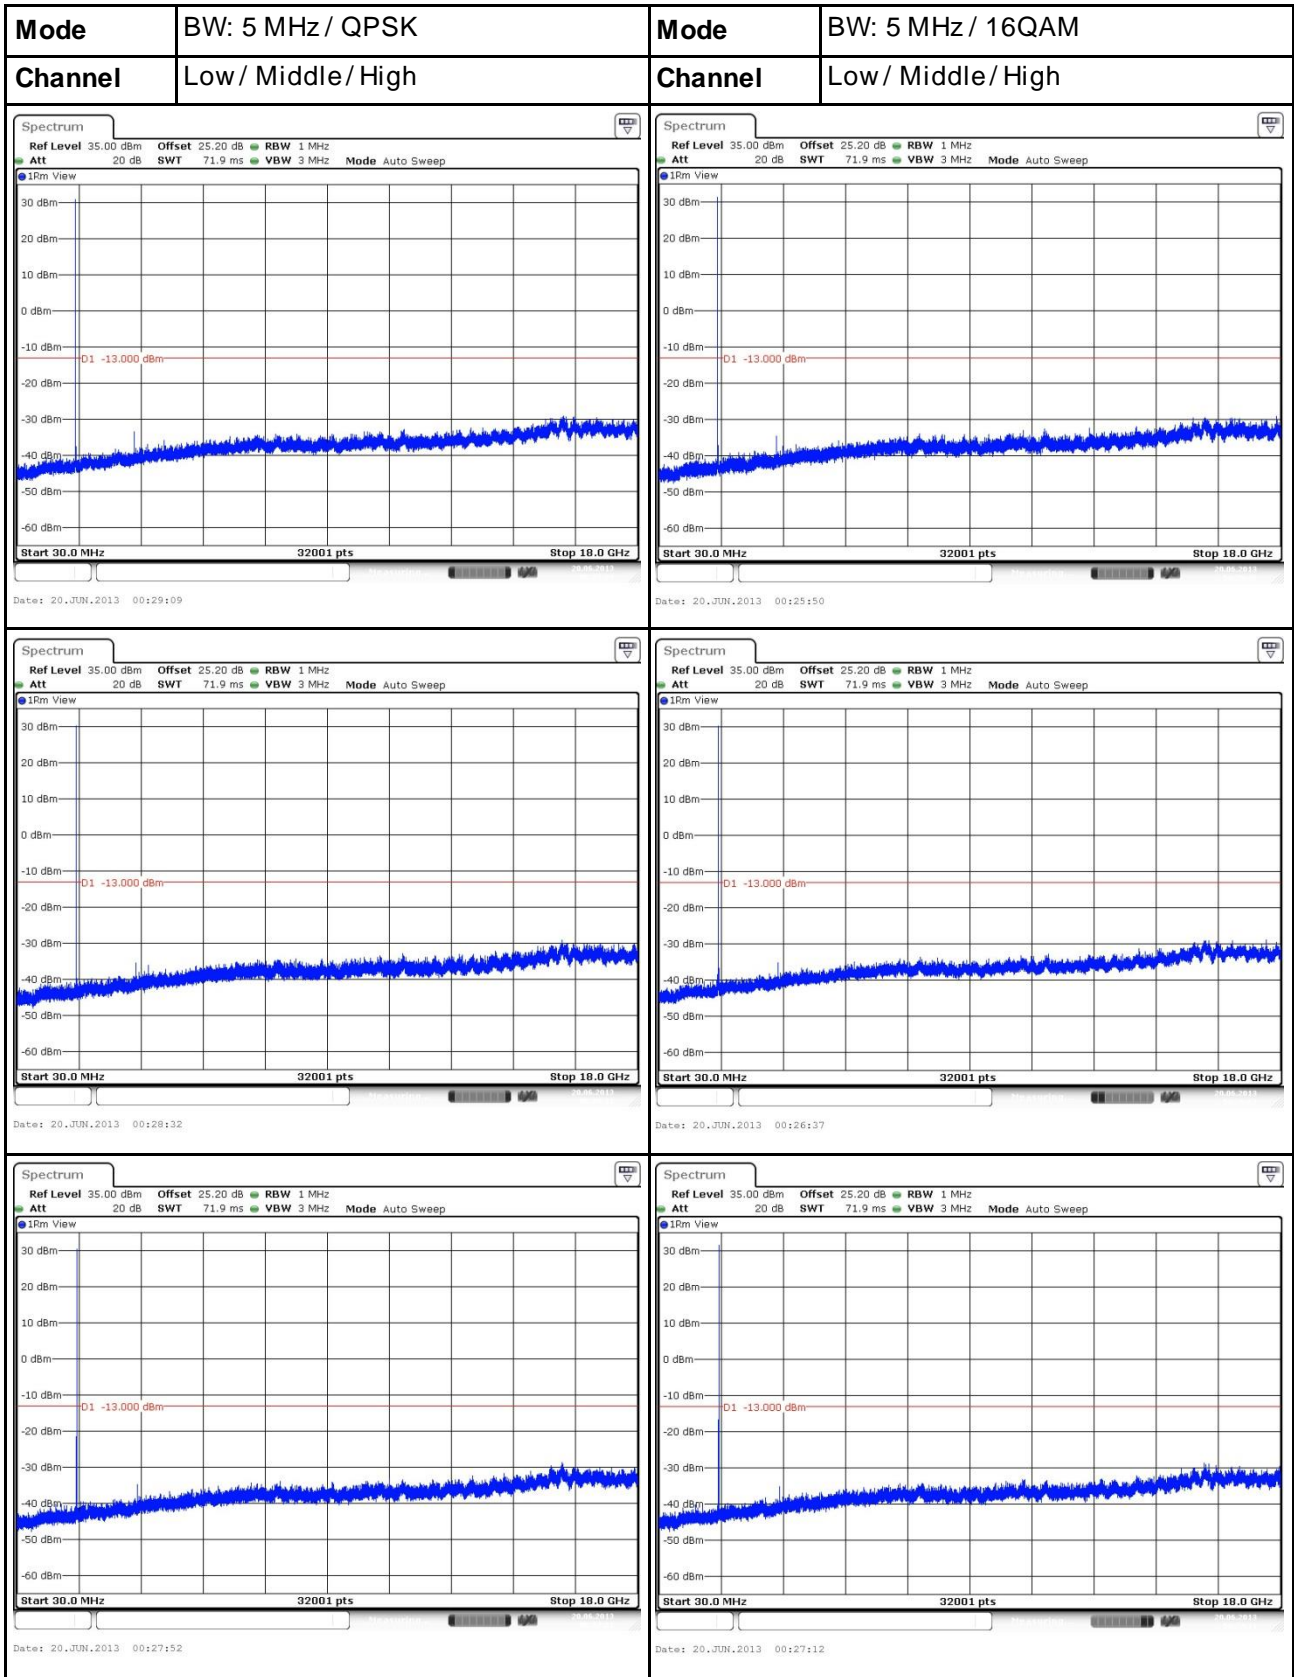 Mode BW: 5 MHz / QPSK Mode BW: 5 MHz / 16QAM
Channel Low / Middle / High Channel Low / Middle / High
Spectrum
Ref Level 35.00 dBm Offset 25.20 dB RBW 1 MHz
Att 20 dB SWT 71.9 ms VBW 3 MHz Mode Auto Sweep
1Rm View
30 dBm
20 dBm
10 dBm
0 dBm
-10 dBm
D1 -13.000 dBm
-20 dBm
-30 dBm
-40 dBm
-50 dBm
-60 dBm
Start 30.0 MHz 32001 pts Stop 18.0 GHz
Date: 20.JUN.2013 00:29:09
Spectrum
Ref Level 35.00 dBm Offset 25.20 dB RBW 1 MHz
Att 20 dB SWT 71.9 ms VBW 3 MHz Mode Auto Sweep
1Rm View
30 dBm
20 dBm
10 dBm
0 dBm
-10 dBm
D1 -13.000 dBm
-20 dBm
-30 dBm
-40 dBm
-50 dBm
-60 dBm
Start 30.0 MHz 32001 pts Stop 18.0 GHz
Date: 20.JUN.2013 00:25:50
Spectrum
Ref Level 35.00 dBm Offset 25.20 dB RBW 1 MHz
Att 20 dB SWT 71.9 ms VBW 3 MHz Mode Auto Sweep
1Rm View
30 dBm
20 dBm
10 dBm
0 dBm
-10 dBm
D1 -13.000 dBm
-20 dBm
-30 dBm
-40 dBm
-50 dBm
-60 dBm
Start 30.0 MHz 32001 pts Stop 18.0 GHz
Date: 20.JUN.2013 00:28:32
Spectrum
Ref Level 35.00 dBm Offset 25.20 dB RBW 1 MHz
Att 20 dB SWT 71.9 ms VBW 3 MHz Mode Auto Sweep
1Rm View
30 dBm
20 dBm
10 dBm
0 dBm
-10 dBm
D1 -13.000 dBm
-20 dBm
-30 dBm
-40 dBm
-50 dBm
-60 dBm
Start 30.0 MHz 32001 pts Stop 18.0 GHz
Measuring 20.06.2013
Date: 20.JUN.2013 00:26:37
Spectrum
Ref Level 35.00 dBm Offset 25.20 dB RBW 1 MHz
Att 20 dB SWT 71.9 ms VBW 3 MHz Mode Auto Sweep
1Rm View
30 dBm
20 dBm
10 dBm
0 dBm
-10 dBm
D1 -13.000 dBm
-20 dBm
-30 dBm
-40 dBm
-50 dBm
-60 dBm
Start 30.0 MHz 32001 pts Stop 18.0 GHz
Date: 20.JUN.2013 00:27:52
Spectrum
Ref Level 35.00 dBm Offset 25.20 dB RBW 1 MHz
Att 20 dB SWT 71.9 ms VBW 3 MHz Mode Auto Sweep
1Rm View
30 dBm
20 dBm
10 dBm
0 dBm
-10 dBm
D1 -13.000 dBm
-20 dBm
-30 dBm
-40 dBm
-50 dBm
-60 dBm
Start 30.0 MHz 32001 pts Stop 18.0 GHz
Date: 20.JUN.2013 00:27:12